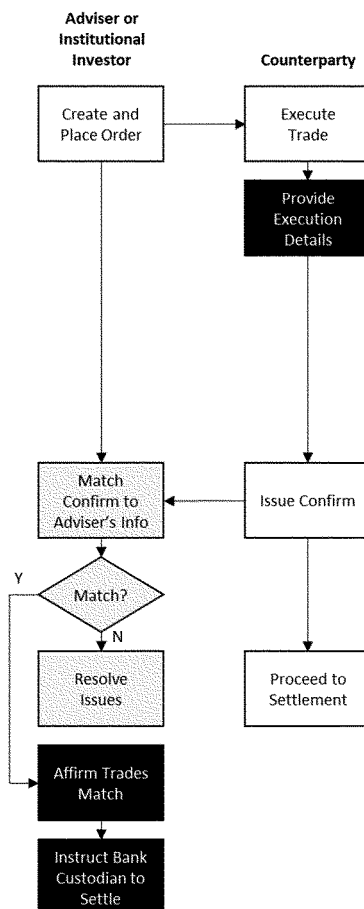 Adviser or
Institutional
Investor
Counterparty
Create and
Place Order
Execute
Trade
Provide
Execution
Details
Match
Confirm to
Adviser's Info
Issue Confirm
Y
Match?
N
Resolve
Issues
Proceed to
Settlement
Affirm Trades
Match
Instruct Bank
Custodian to
Settle